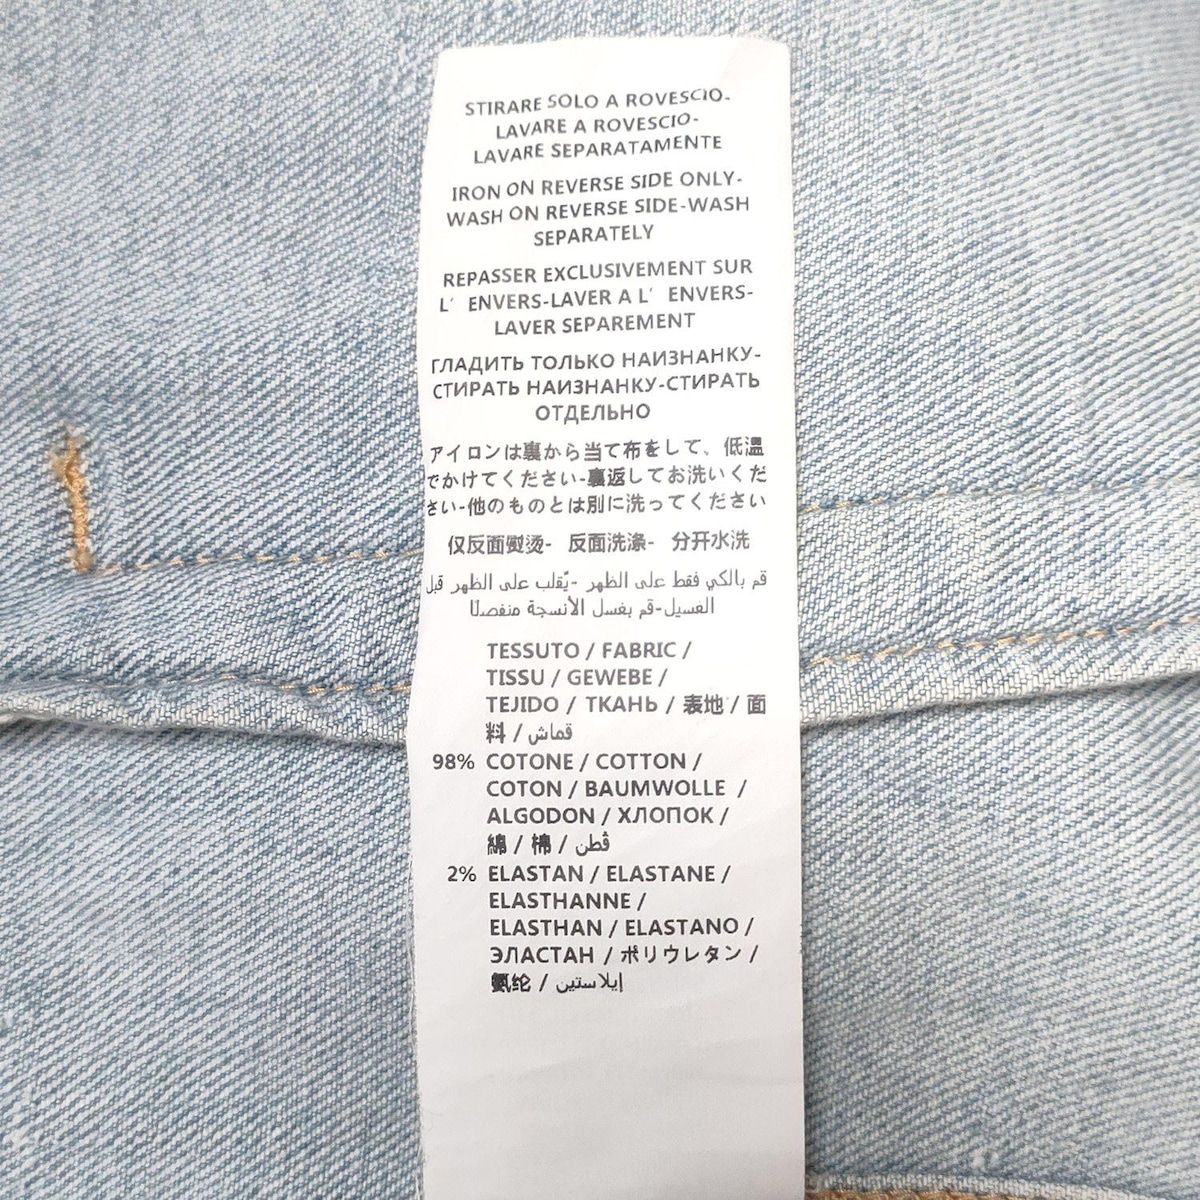 STIRARE SOLO A ROVESCIO-
LAVARE A ROVESCIO-
LAVARE SEPARATAMENTE
IRON ON REVERSE SIDE ONLY-
WASH ON REVERSE SIDE-WASH
SEPARATELY
REPASSER EXCLUSIVEMENT SUR
L' ENVERS-LAVER A L' ENVERS-
LAVER SEPAREMENT
ГЛАДИТЬ ТОЛЬКО НАИЗНАНКУ-
СТИРАТЬ НАИЗНАНКУ-СТИРАТЬ
ОТДЕЛЬНО
アイロンは裏から当て布をして、低温
でかけてください-裏返してお洗いくだ
さい-他のものとは別に洗ってください
仅反面熨烫- 反面洗涤- 分开水洗
قم بالكي فقط على الظهر -يُقلب على الظهر قبل
الغسيل-قم بغسل الأنسجة منفصلا
TESSUTO / FABRIC /
TISSU / GEWEBE /
TEJIDO / ТКАНЬ / 表地 / 面
料 / قماش
98% COTONE / COTTON /
COTON / BAUMWOLLE /
ALGODON / ХЛОПОК /
綿 / 棉 / قطن
2% ELASTAN / ELASTANE /
ELASTHANNE /
ELASTHAN / ELASTANO /
ЭЛАСТАН / ポリウレタン /
氨纶 / إيلاستين